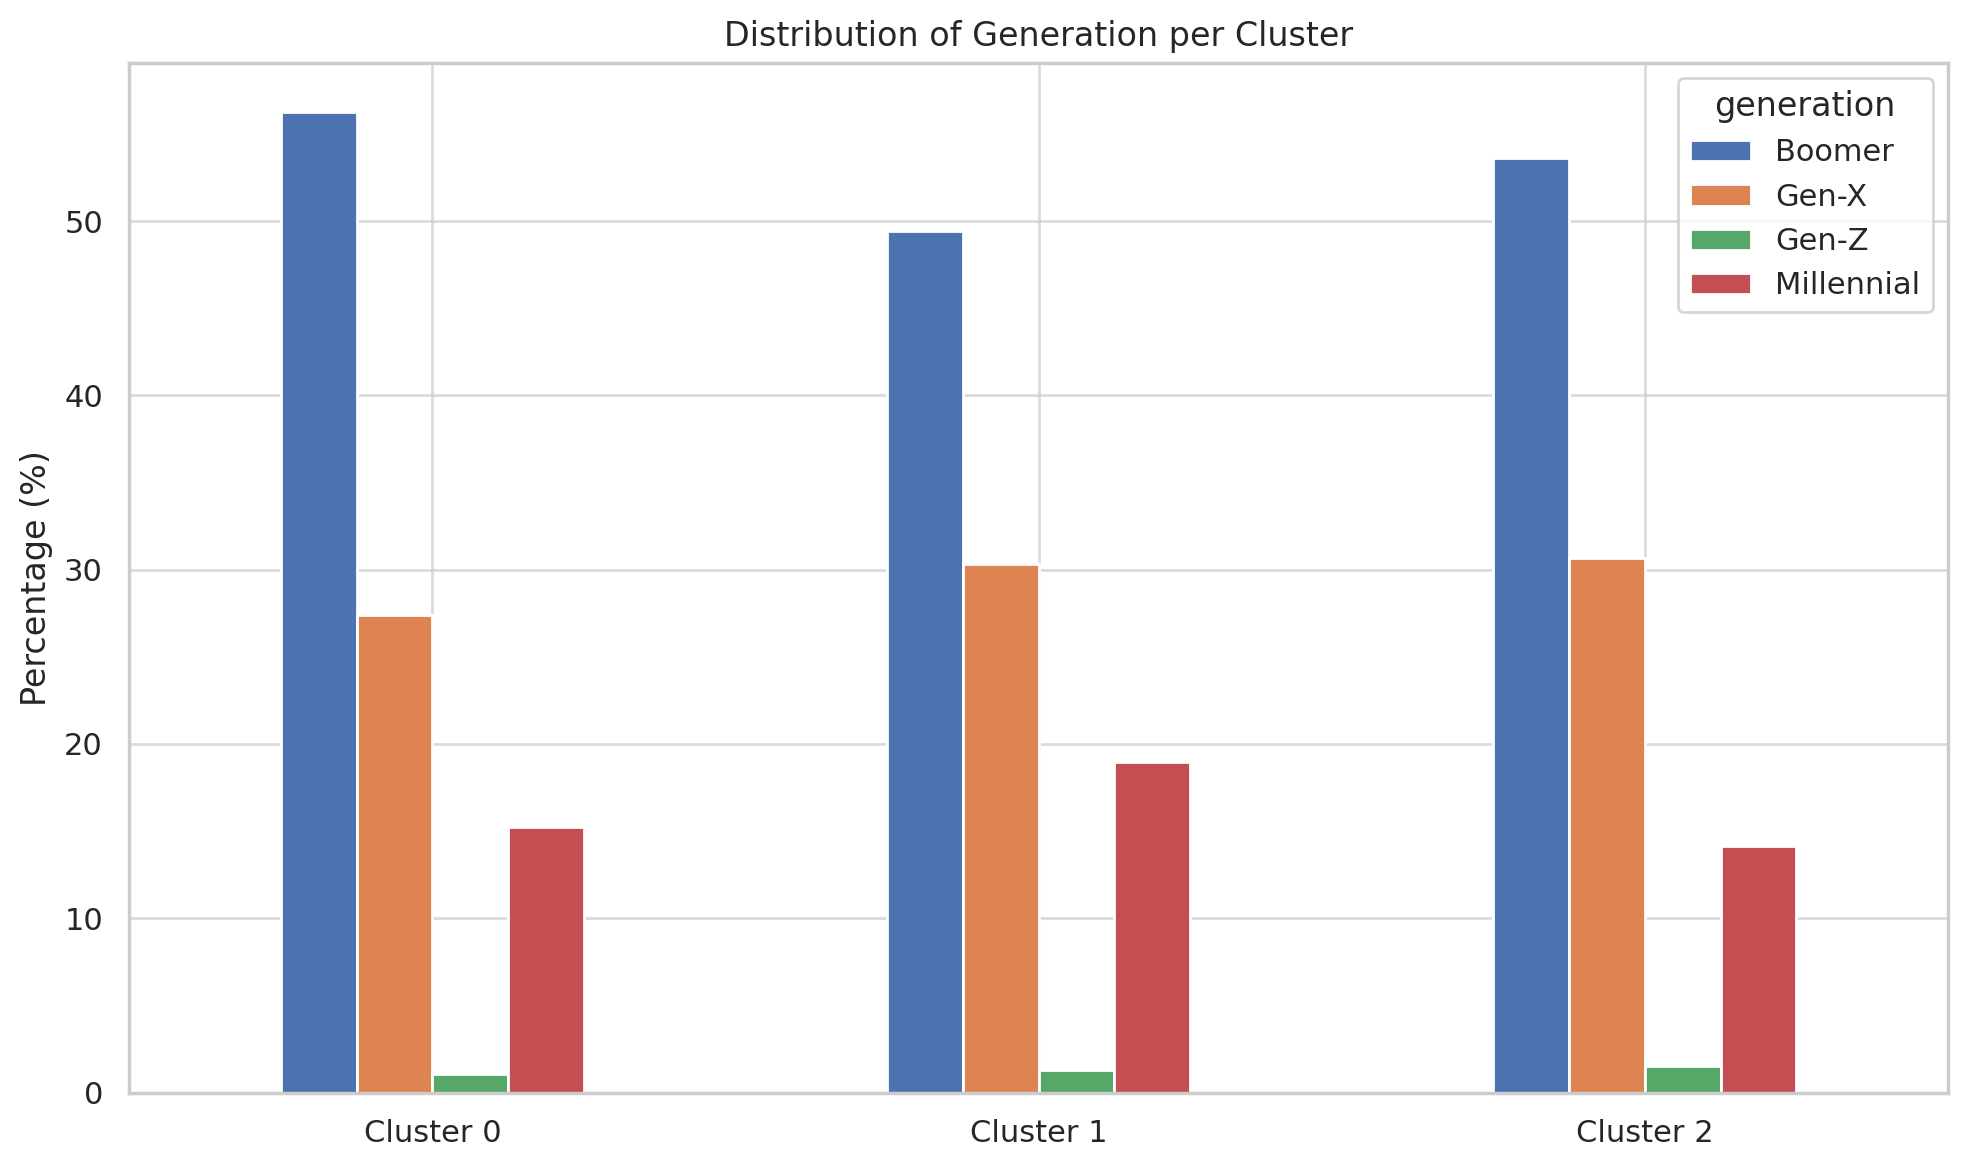 Distribution of Generation per Cluster
generation
Boomer
Gen-X
Gen-Z
Millennial
Percentage (%)
50
40
30
20
10
0
Cluster 0
Cluster 1
Cluster 2